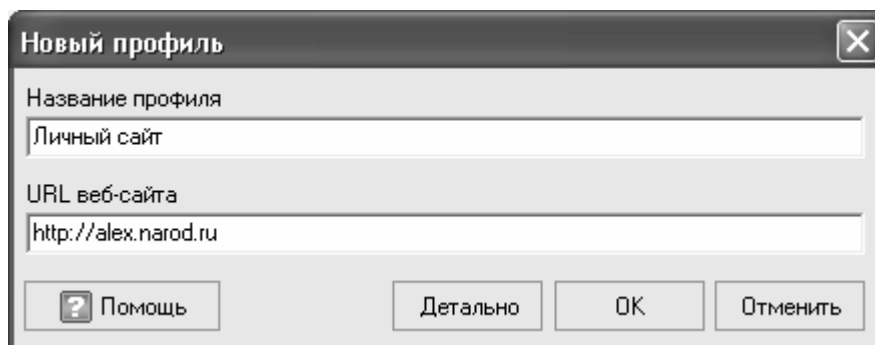 Новый профиль
Название профиля
Личный сайт
URL веб-сайта
http://alex.narod.ru
? Помощь Детально OK Отменить